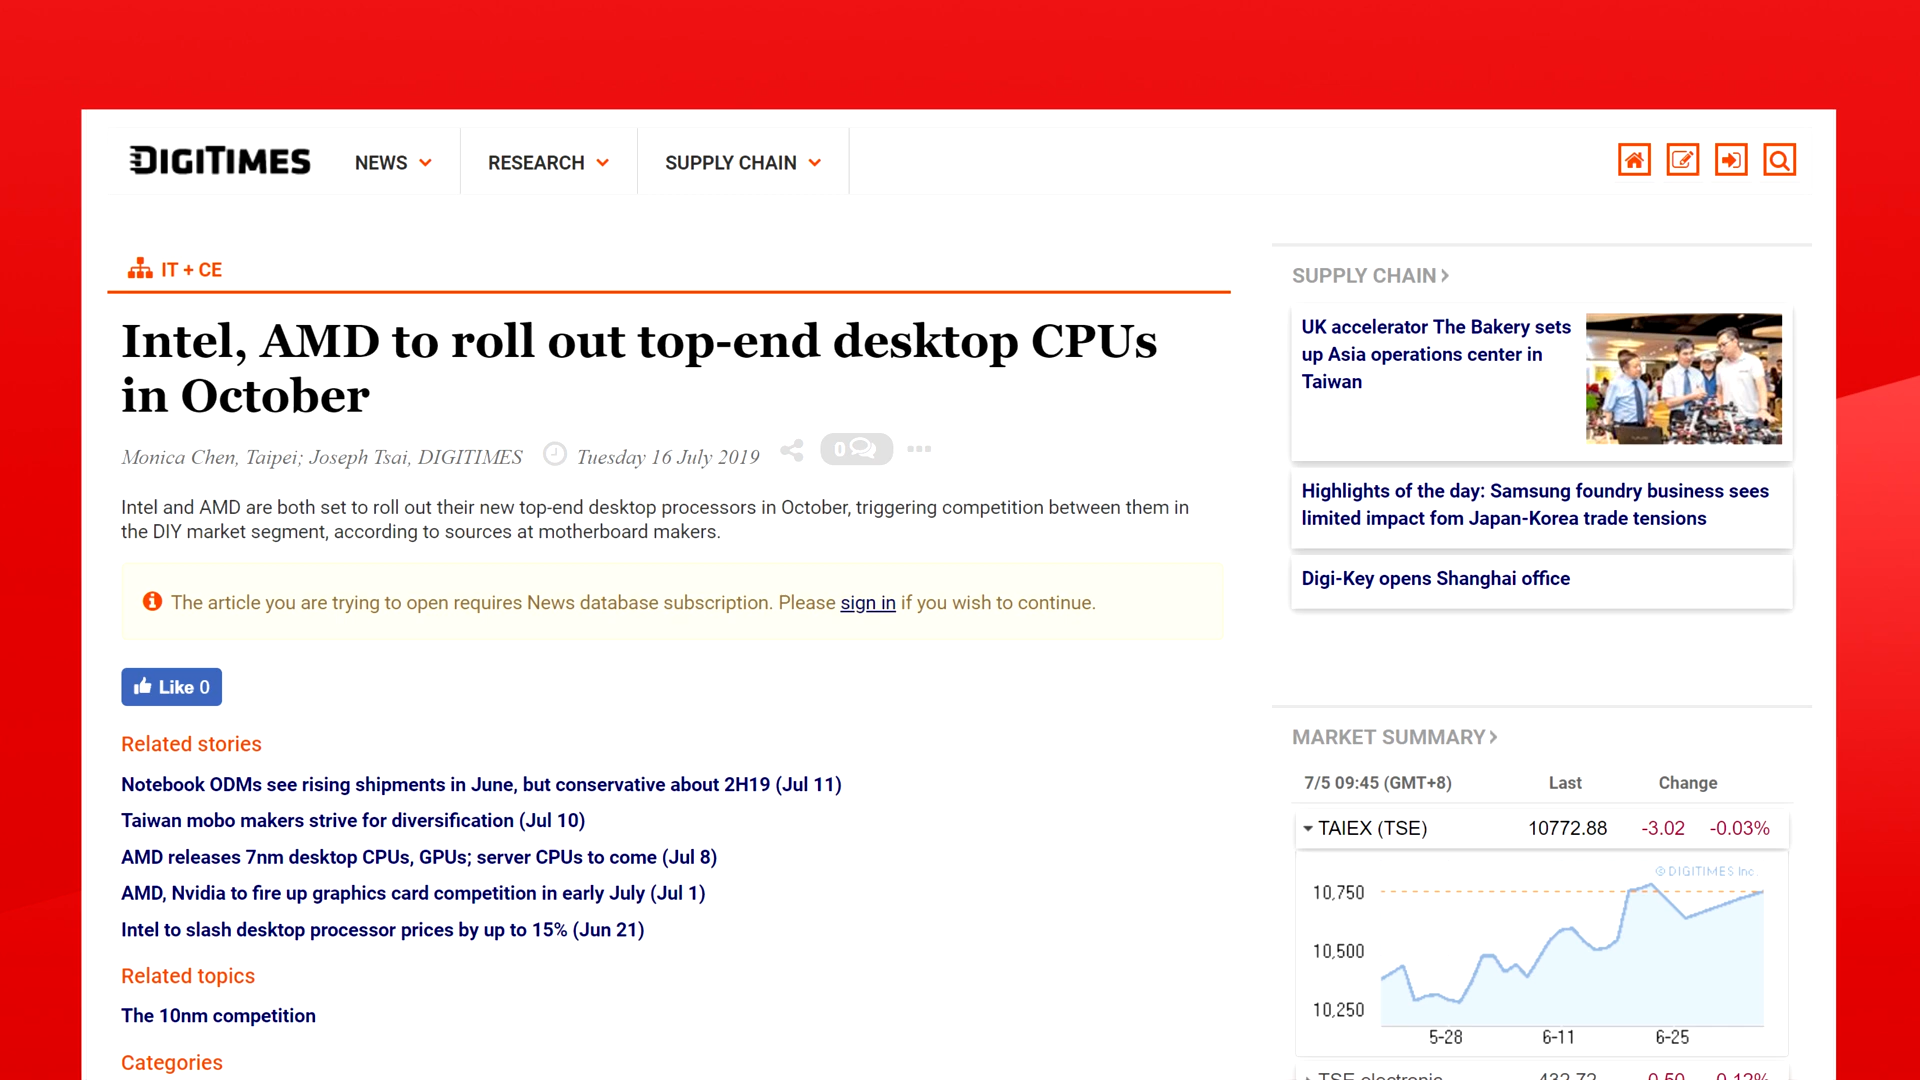 DIGITIMES
NEWS
RESEARCH
SUPPLY CHAIN
IT + CE
Intel, AMD to roll out top-end desktop CPUs
in October
Monica Chen, Taipei; Joseph Tsai, DIGITIMES
Tuesday 16 July 2019
0
Intel and AMD are both set to roll out their new top-end desktop processors in October, triggering competition between them in
the DIY market segment, according to sources at motherboard makers.
The article you are trying to open requires News database subscription. Please sign in if you wish to continue.
Like 0
Related stories
Notebook ODMs see rising shipments in June, but conservative about 2H19 (Jul 11)
Taiwan mobo makers strive for diversification (Jul 10)
AMD releases 7nm desktop CPUs, GPUs; server CPUs to come (Jul 8)
AMD, Nvidia to fire up graphics card competition in early July (Jul 1)
Intel to slash desktop processor prices by up to 15% (Jun 21)
Related topics
The 10nm competition
Categories
SUPPLY CHAIN
UK accelerator The Bakery sets
up Asia operations center in
Taiwan
Highlights of the day: Samsung foundry business sees
limited impact fom Japan-Korea trade tensions
Digi-Key opens Shanghai office
MARKET SUMMARY
7/5 09:45 (GMT+8) Last Change
TAIEX (TSE) 10772.88 -3.02 -0.03%
© DIGITIMES Inc.
10,750
10,500
10,250
5-28 6-11 6-25
TSE electronic 432.72 -0.50 -0.12%